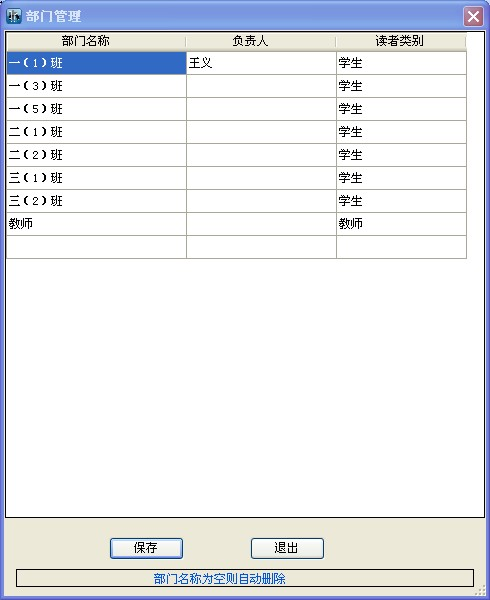 部门管理
部门名称 负责人 读者类别
一（1）班 王义 学生
一（3）班 学生
一（5）班 学生
二（1）班 学生
二（2）班 学生
三（1）班 学生
三（2）班 学生
教师 教师
保存 退出
部门名称为空则自动删除